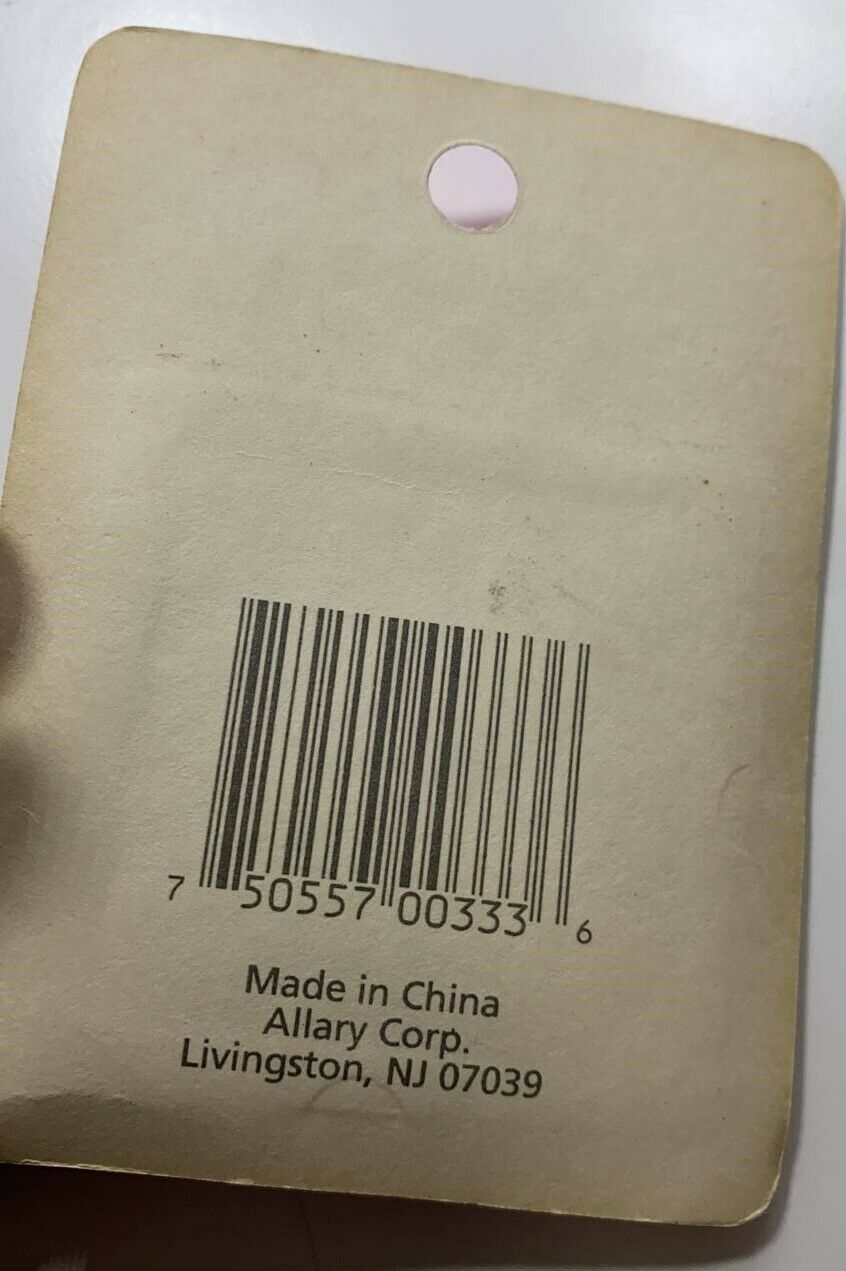 7 50557 00333 6
Made in China
Allary Corp.
Livingston, NJ 07039